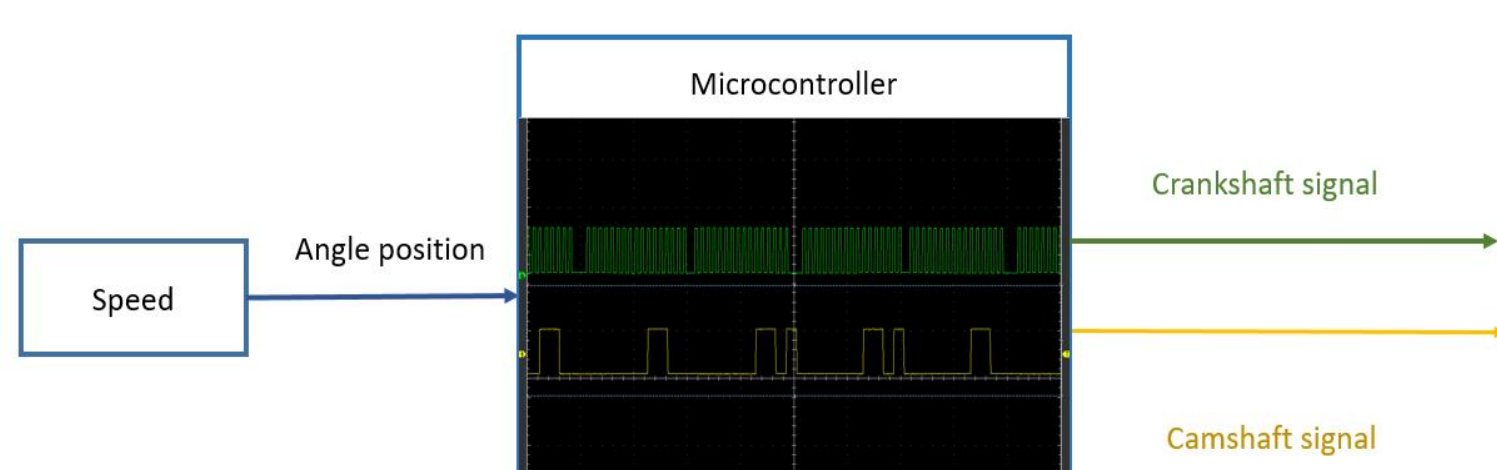 Microcontroller
Crankshaft signal
Angle position
Speed
Camshaft signal